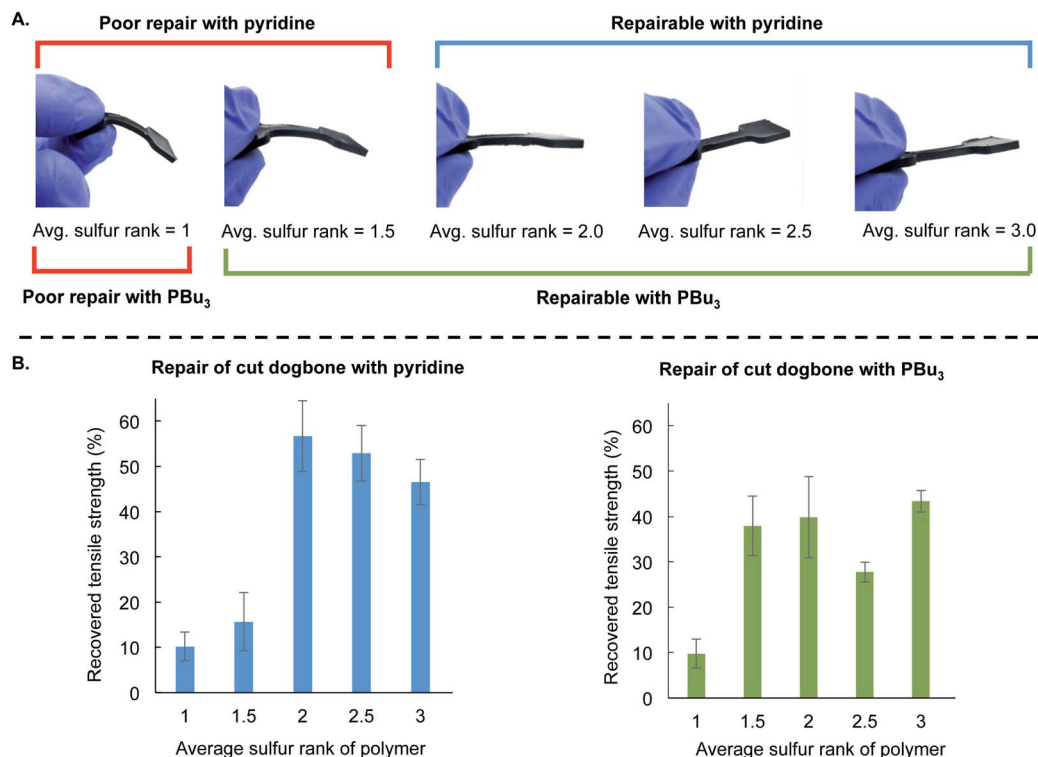 A.
Poor repair with pyridine
Repairable with pyridine
Avg. sulfur rank = 1
Avg. sulfur rank = 1.5
Avg. sulfur rank = 2.0
Avg. sulfur rank = 2.5
Avg. sulfur rank = 3.0
Poor repair with PBu₃
Repairable with PBu₃
B.
Repair of cut dogbone with pyridine
Recovered tensile strength (%)
60
50
40
30
20
10
0
1 1.5 2 2.5 3
Average sulfur rank of polymer
Repair of cut dogbone with PBu₃
Recovered tensile strength (%)
60
50
40
30
20
10
0
1 1.5 2 2.5 3
Average sulfur rank of polymer